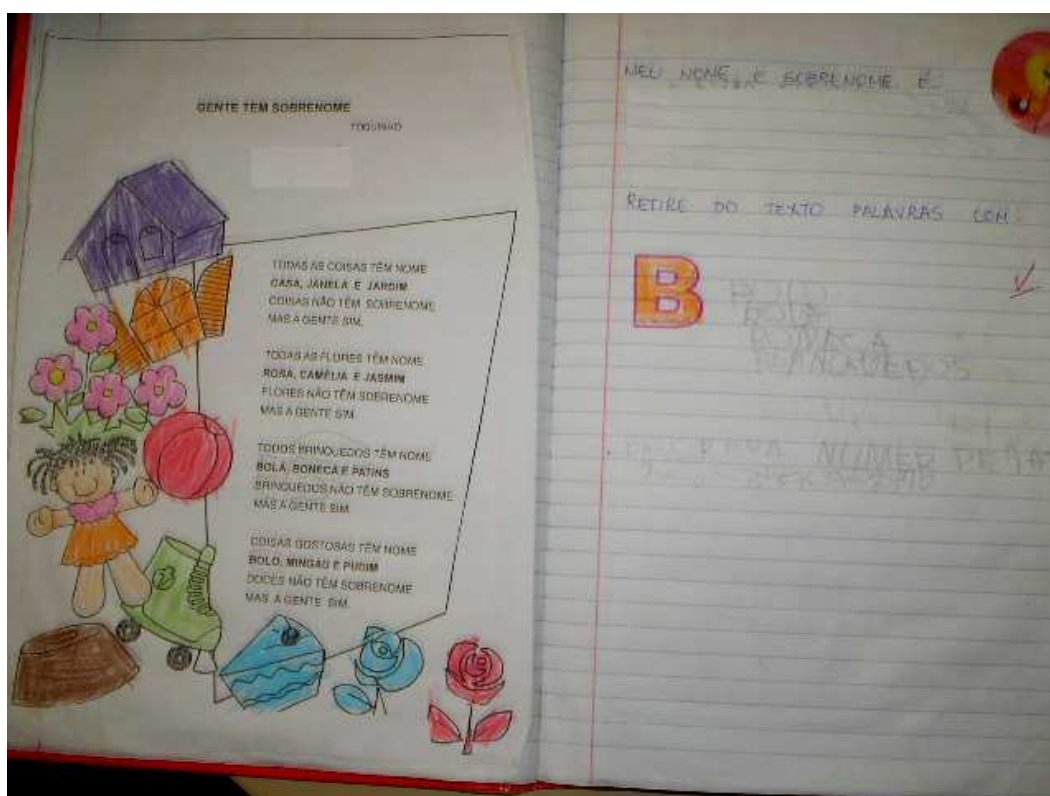 GENTE TEM SOBRENOME
TOQUINHO
TODAS AS COISAS TÊM NOME
CASA, JANELA E JARDIM
COISAS NÃO TÊM SOBRENOME
MAS A GENTE SIM.
TODAS AS FLORES TÊM NOME
ROSA, CAMÉLIA E JASMIM
FLORES NÃO TÊM SOBRENOME
MAS A GENTE SIM.
TODOS BRINQUEDOS TÊM NOME
BOLA, BONECA E PATINS
BRINQUEDOS NÃO TÊM SOBRENOME
MAS A GENTE SIM.
COISAS GOSTOSAS TÊM NOME
BOLO, MINGAU E PUDIM
DOCES NÃO TÊM SOBRENOME
MAS A GENTE SIM.
MEU NOME E SOBRENOME É
RETIRE DO TEXTO PALAVRAS COM
B
BOLO
BOLA
BONECA